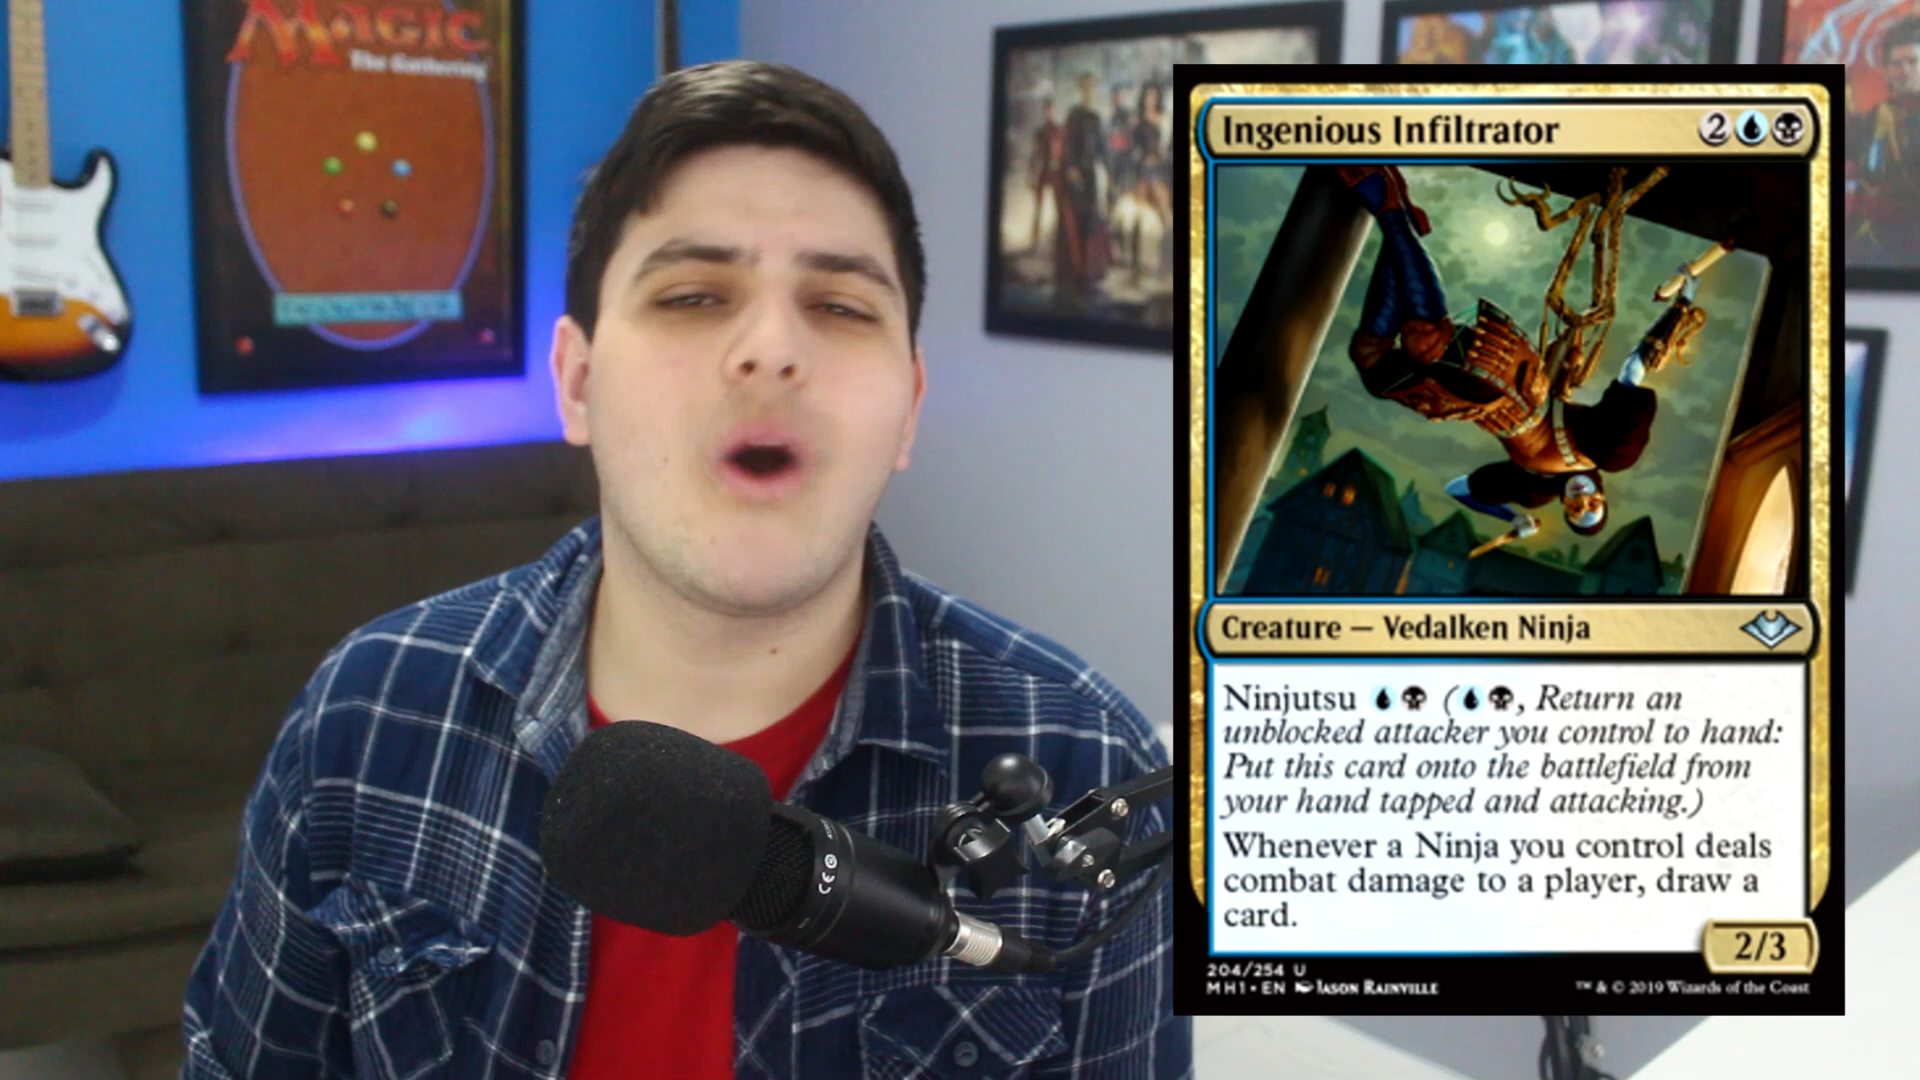 Magic
The Gathering
Ingenious Infiltrator
2
Creature — Vedalken Ninja
Ninjutsu (, Return an
unblocked attacker you control to hand:
Put this card onto the battlefield from
your hand tapped and attacking.)
Whenever a Ninja you control deals
combat damage to a player, draw a
card.
2/3
204/254 U
MH1 • EN Jason Rainville
™ & © 2019 Wizards of the Coast
CE